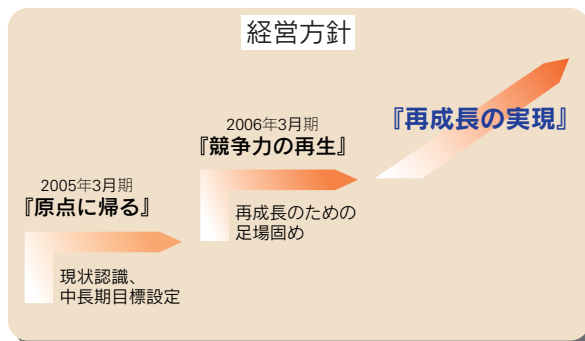 経営方針
2005年3月期
『原点に帰る』
現状認識、
中長期目標設定
2006年3月期
『競争力の再生』
再成長のための
足場固め
『再成長の実現』